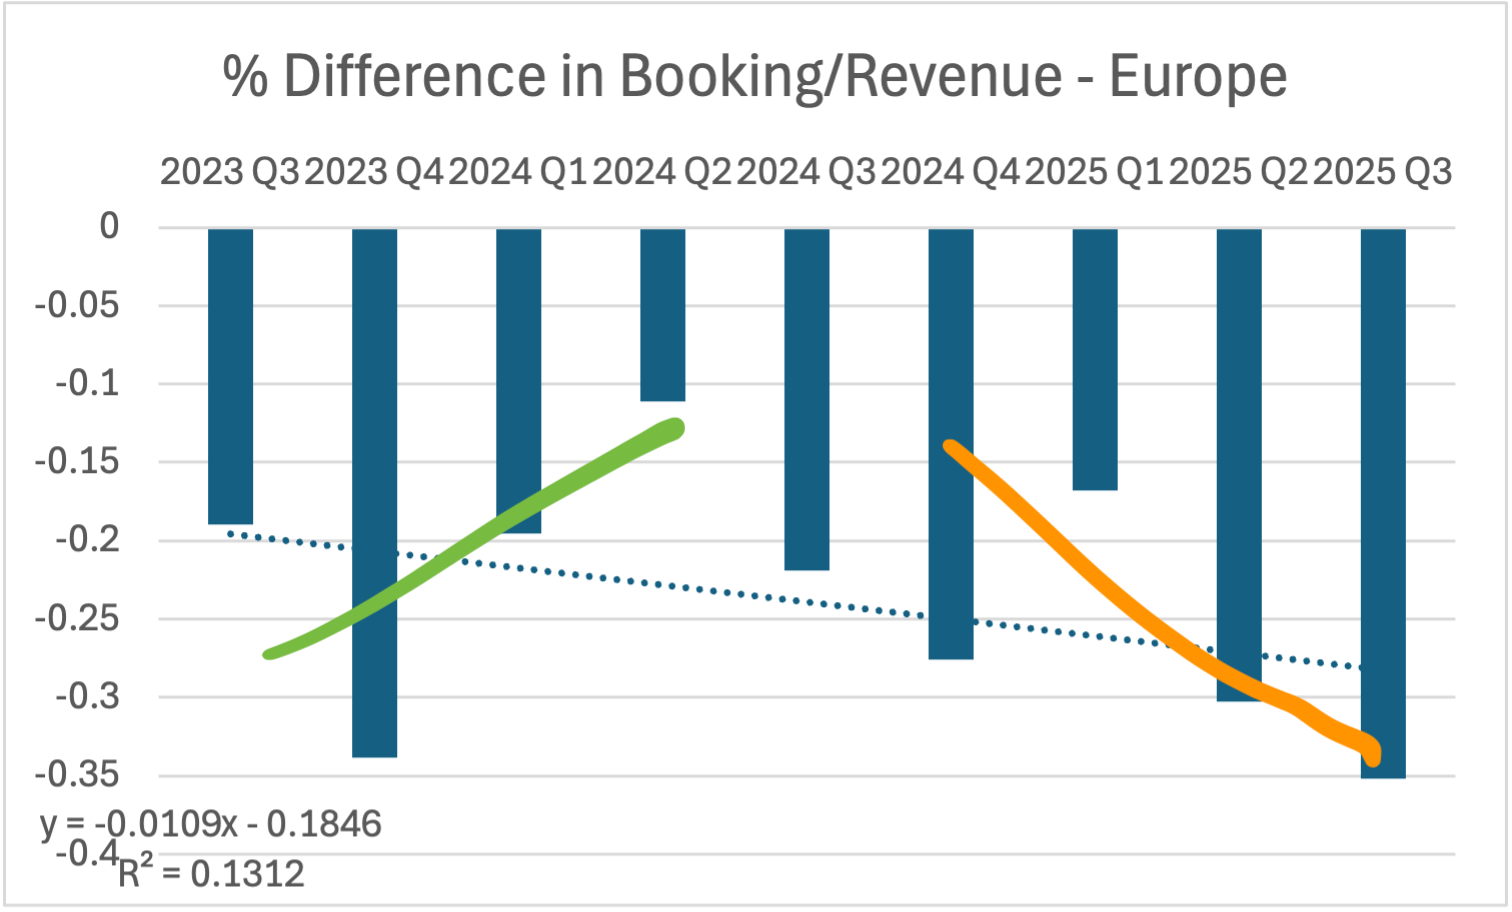 % Difference in Booking/Revenue - Europe
2023 Q3 2023 Q4 2024 Q1 2024 Q2 2024 Q3 2024 Q4 2025 Q1 2025 Q2 2025 Q3
0
-0.05
-0.1
-0.15
-0.2
-0.25
-0.3
-0.35
y = -0.0109x - 0.1846
-0.4
R² = 0.1312